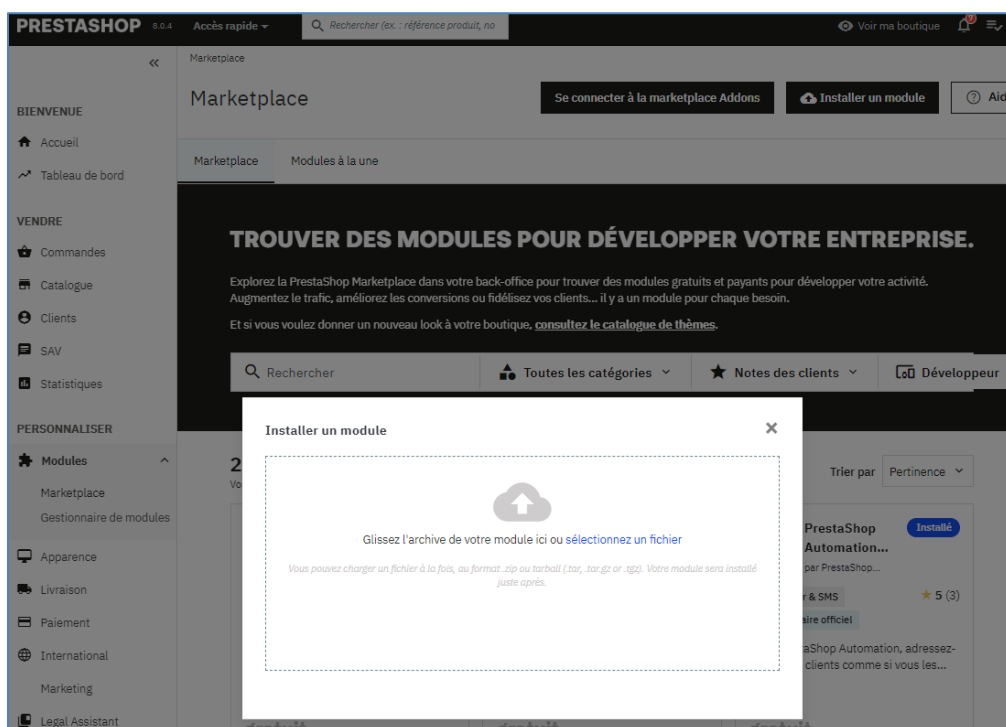 PRESTASHOP 8.0.4 Accès rapide Rechercher (ex. : référence produit, no Voir ma boutique
Marketplace
Marketplace
Se connecter à la marketplace Addons
Installer un module
BIENVENUE
Accueil
Tableau de bord
VENDRE
Commandes
Catalogue
Clients
SAV
Statistiques
PERSONNALISER
Modules
Marketplace
Gestionnaire de modules
Apparence
Livraison
Paiement
International
Marketing
Legal Assistant
Marketplace Modules à la une
TROUVER DES MODULES POUR DÉVELOPPER VOTRE ENTREPRISE.
Explorez la PrestaShop Marketplace dans votre back-office pour trouver des modules gratuits et payants pour développer votre activité.
Augmentez le trafic, améliorez les conversions ou fidélisez vos clients... il y a un module pour chaque besoin.
Et si vous voulez donner un nouveau look à votre boutique, consultez le catalogue de thèmes.
Rechercher Toutes les catégories Notes des clients Développeur
Installer un module
Glissez l'archive de votre module ici ou sélectionnez un fichier
Vous pouvez charger un fichier à la fois, au format .zip ou tarball (.tar, .tar.gz or .tgz). Votre module sera installé
juste après.
2
Vo
Trier par Pertinence
PrestaShop
Automation...
Installé
par PrestaShop...
r & SMS
5 (3)
aire officiel
aShop Automation, adressez-
clients comme si vous les...